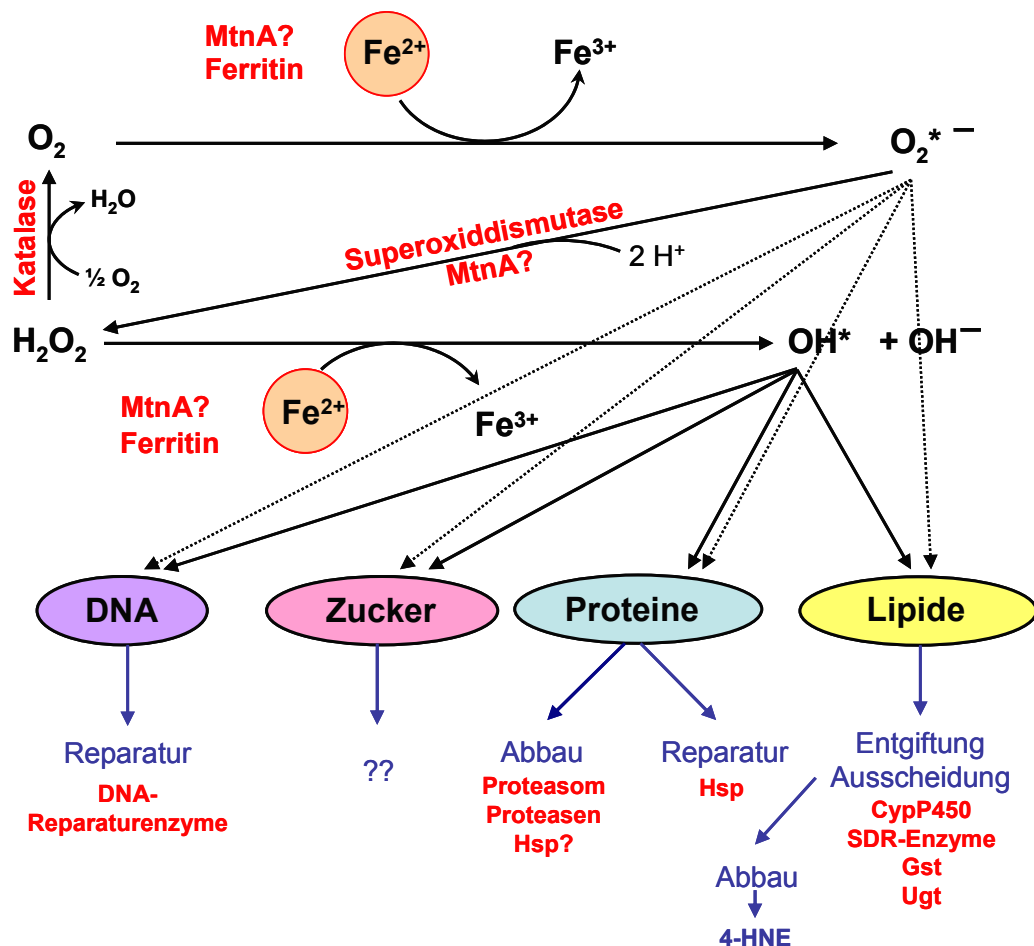 MtnA?
Ferritin
Fe²⁺
Fe³⁺
O₂
O₂* –
Katalase
H₂O
½ O₂
Superoxiddismutase
MtnA?
2 H⁺
H₂O₂
OH* + OH–
MtnA?
Ferritin
Fe²⁺
Fe³⁺
DNA
Zucker
Proteine
Lipide
Reparatur
DNA-
Reparaturenzyme
??
Abbau
Proteasom
Proteasen
Hsp?
Reparatur
Hsp
Entgiftung
Ausscheidung
CypP450
SDR-Enzyme
Gst
Ugt
Abbau
4-HNE